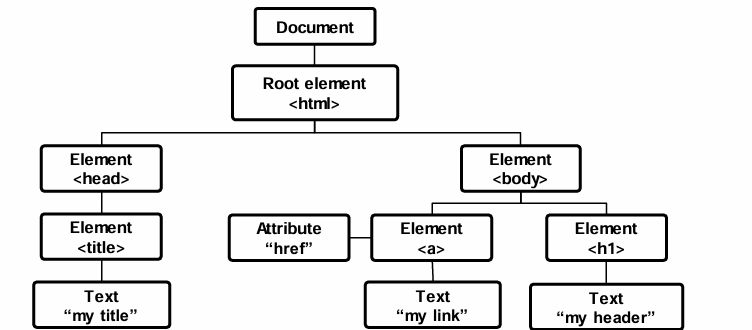 Document
Root element
<html>
Element
<head>
Element
<body>
Element
<title>
Attribute
“href”
Element
<a>
Element
<h1>
Text
“my title”
Text
“my link”
Text
“my header”